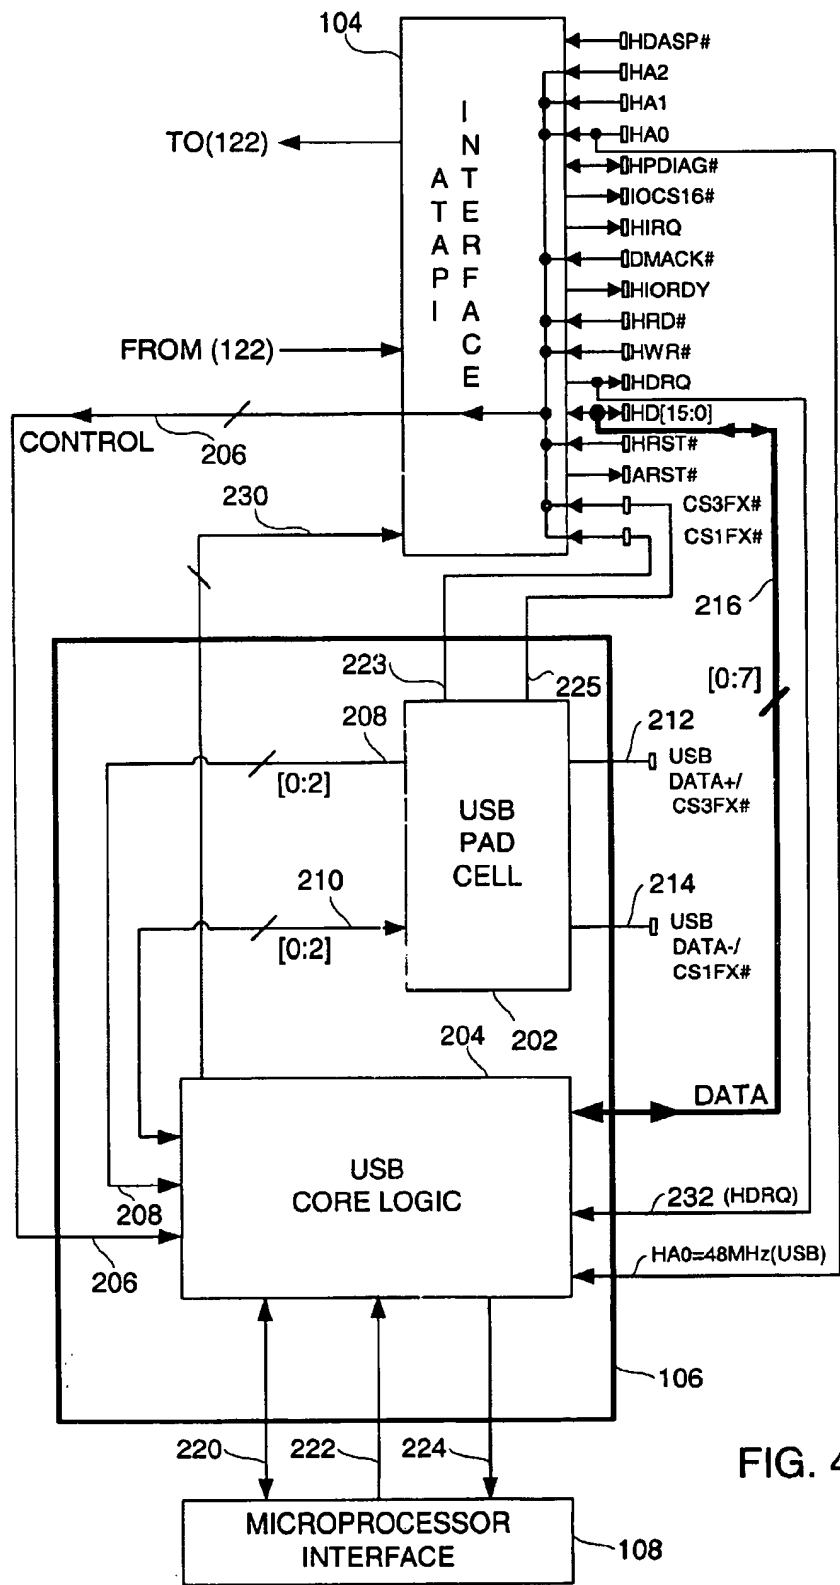 104
HDASP#
HA2
HA1
HA0
TO(122)
ATAPI
INTERFACE
HPDIAG#
IOCS16#
HIRQ
DMACK#
HIORDY
HRD#
FROM (122)
HWR#
HDRQ
HD[15:0]
CONTROL
206
HRST#
ARST#
230
CS3FX#
CS1FX#
216
223
225
[0:7]
208
[0:2]
212
USB
DATA+/
CS3FX#
USB
PAD
CELL
210
[0:2]
214
USB
DATA-/
CS1FX#
202
204
DATA
USB
CORE LOGIC
208
232 (HDRQ)
206
HA0=48MHz(USB)
106
220
222
224
FIG. 4
MICROPROCESSOR
INTERFACE
108